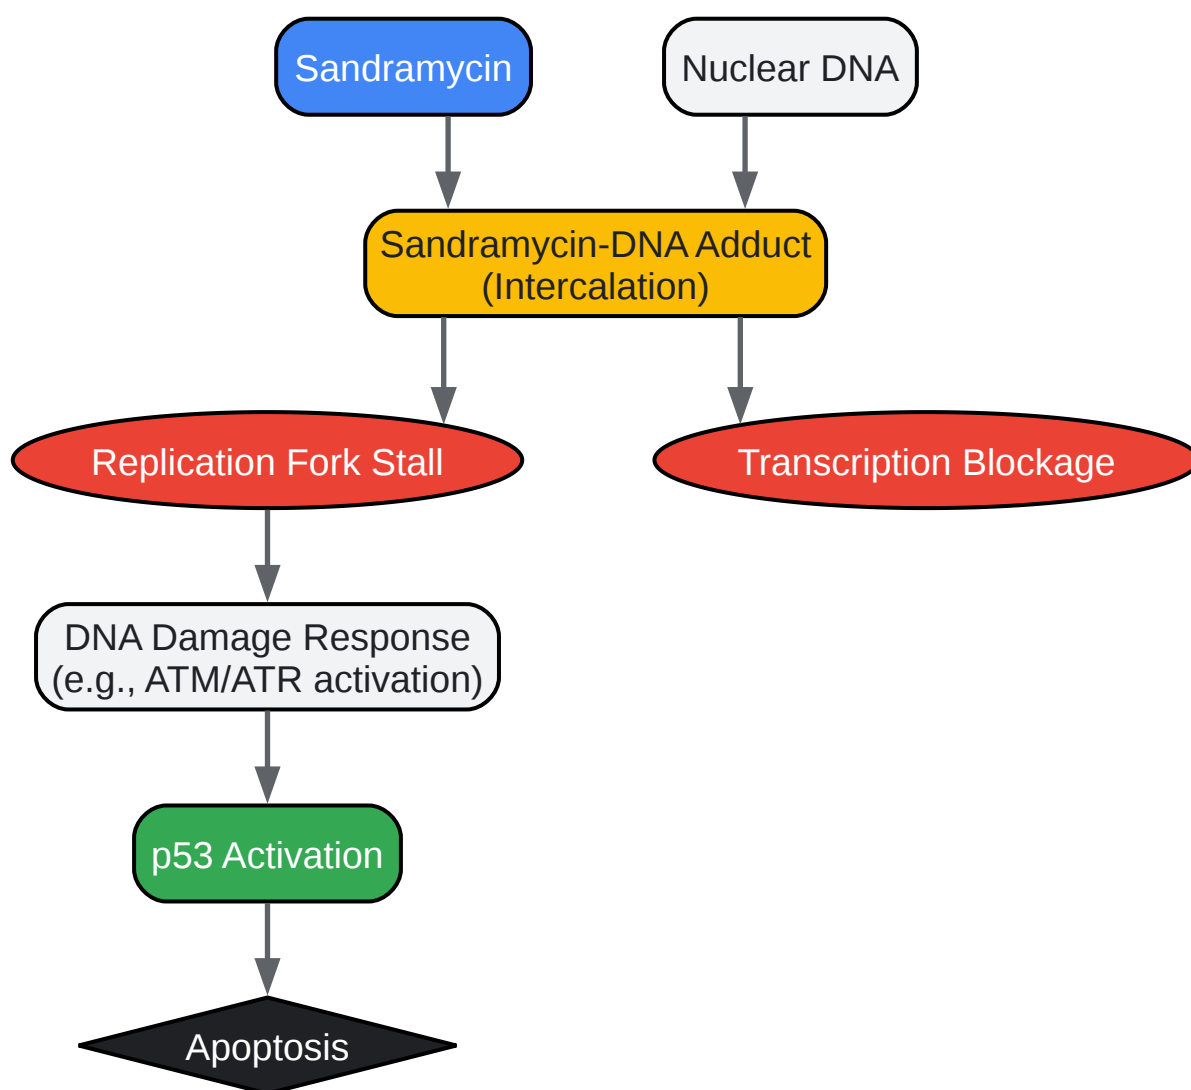 Sandramycin
Nuclear DNA
Sandramycin-DNA Adduct
(Intercalation)
Replication Fork Stall
Transcription Blockage
DNA Damage Response
(e.g., ATM/ATR activation)
p53 Activation
Apoptosis